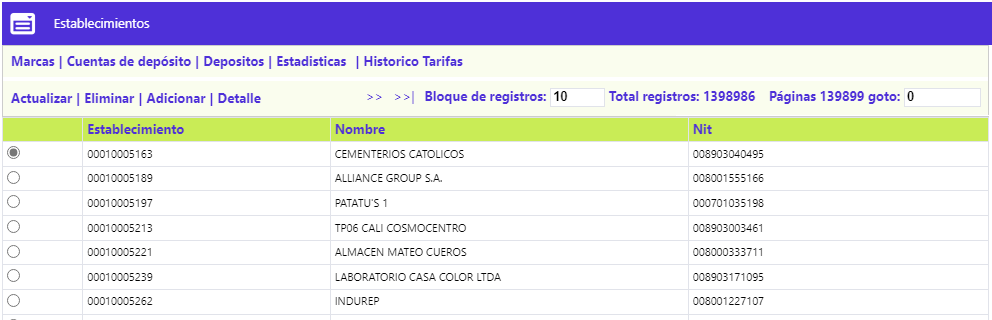 Establecimientos
Marcas | Cuentas de depósito | Depositos | Estadisticas | Historico Tarifas
Actualizar | Eliminar | Adicionar | Detalle >> >>| Bloque de registros: 10 Total registros: 1398986 Páginas 139899 goto: 0
Establecimiento Nombre Nit
00010005163 CEMENTERIOS CATOLICOS 008903040495
00010005189 ALLIANCE GROUP S.A. 008001555166
00010005197 PATATU'S 1 000701035198
00010005213 TP06 CALI COSMOCENTRO 008903003461
00010005221 ALMACEN MATEO CUEROS 008000333711
00010005239 LABORATORIO CASA COLOR LTDA 008903171095
00010005262 INDUREP 008001227107